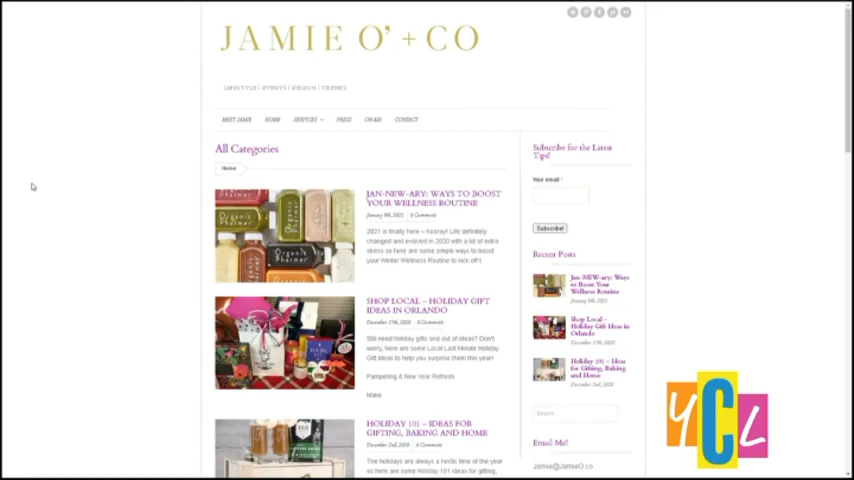 JAMIE O' + CO
LIFESTYLE | EVENTS | DESIGN | TRENDS
MEET JAMIE HOME SERVICES PRESS ON AIR CONTACT
All Categories
Home
JAN-NEW-ARY: WAYS TO BOOST
YOUR WELLNESS ROUTINE
January 9th, 2021 | 0 Comment
2021 is finally here – hooray! Life definitely
changed and evolved in 2020 with a lot of extra
stress so here are some simple ways to boost
your Winter Wellness Routine to kick off t
Organic
Pharmer
SHOP LOCAL – HOLIDAY GIFT
IDEAS IN ORLANDO
December 17th, 2020 | 0 Comment
Still need holiday gifts and out of ideas? Don't
worry, here are some Local Last Minute Holiday
Gift Ideas to help you surprise them this year!
Pampering & New Year Refresh
Make
HOLIDAY 101 – IDEAS FOR
GIFTING, BAKING AND HOME
December 2nd, 2020 | 0 Comment
The holidays are always a hectic time of the year
so here are some Holiday 101 ideas for gifting,
Subscribe for the Latest
Tips!
Your email *
Subscribe!
Recent Posts
Jan-NEW-ary: Ways
to Boost Your
Wellness Routine
January 9th, 2021
Shop Local –
Holiday Gift Ideas in
Orlando
December 17th, 2020
Holiday 101 – Ideas
for Gifting, Baking
and Home
December 2nd, 2020
Search...
Email Me!
Jamie@JamieO.co
YCL